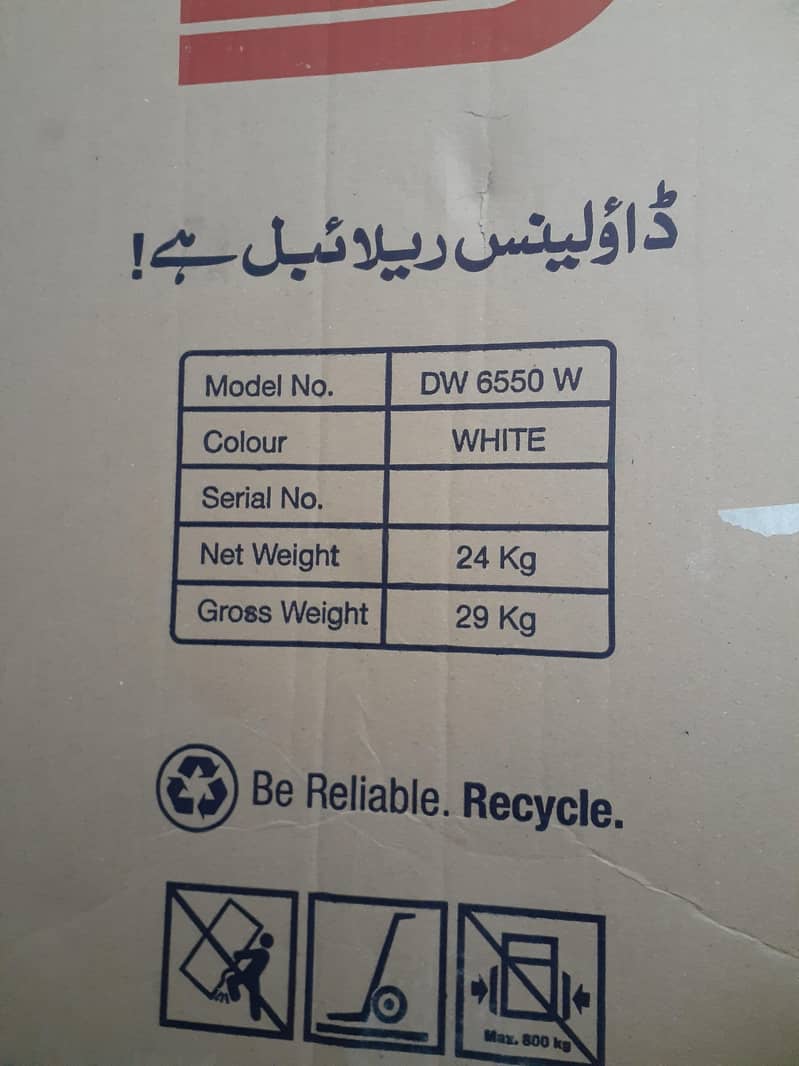 ڈاؤلینس ریلائبل ہے!
Model No. DW 6550 W
Colour WHITE
Serial No.
Net Weight 24 Kg
Gross Weight 29 Kg
Be Reliable. Recycle.
Max. 800 kg